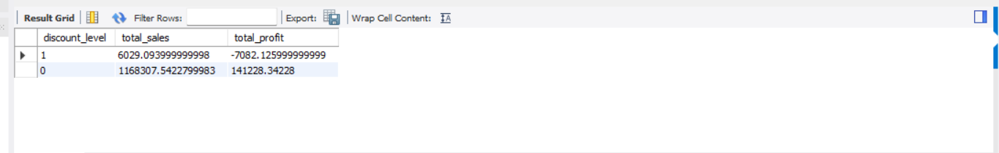 Result Grid Filter Rows: Export: Wrap Cell Content: IA
discount_level total_sales total_profit
1 6029.093999999998 -7082.125999999999
0 1168307.5422799983 141228.34228